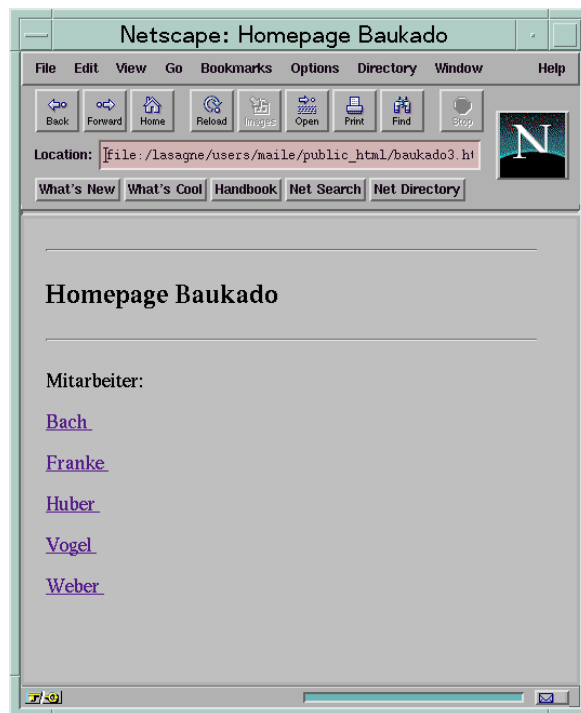 Netscape: Homepage Baukado
File Edit View Go Bookmarks Options Directory Window Help
Back Forward Home Reload Images Open Print Find Stop
N
Location: file:/lasagne/users/maile/public_html/baukado3.ht
What's New What's Cool Handbook Net Search Net Directory
Homepage Baukado
Mitarbeiter:
Bach
Franke
Huber
Vogel
Weber